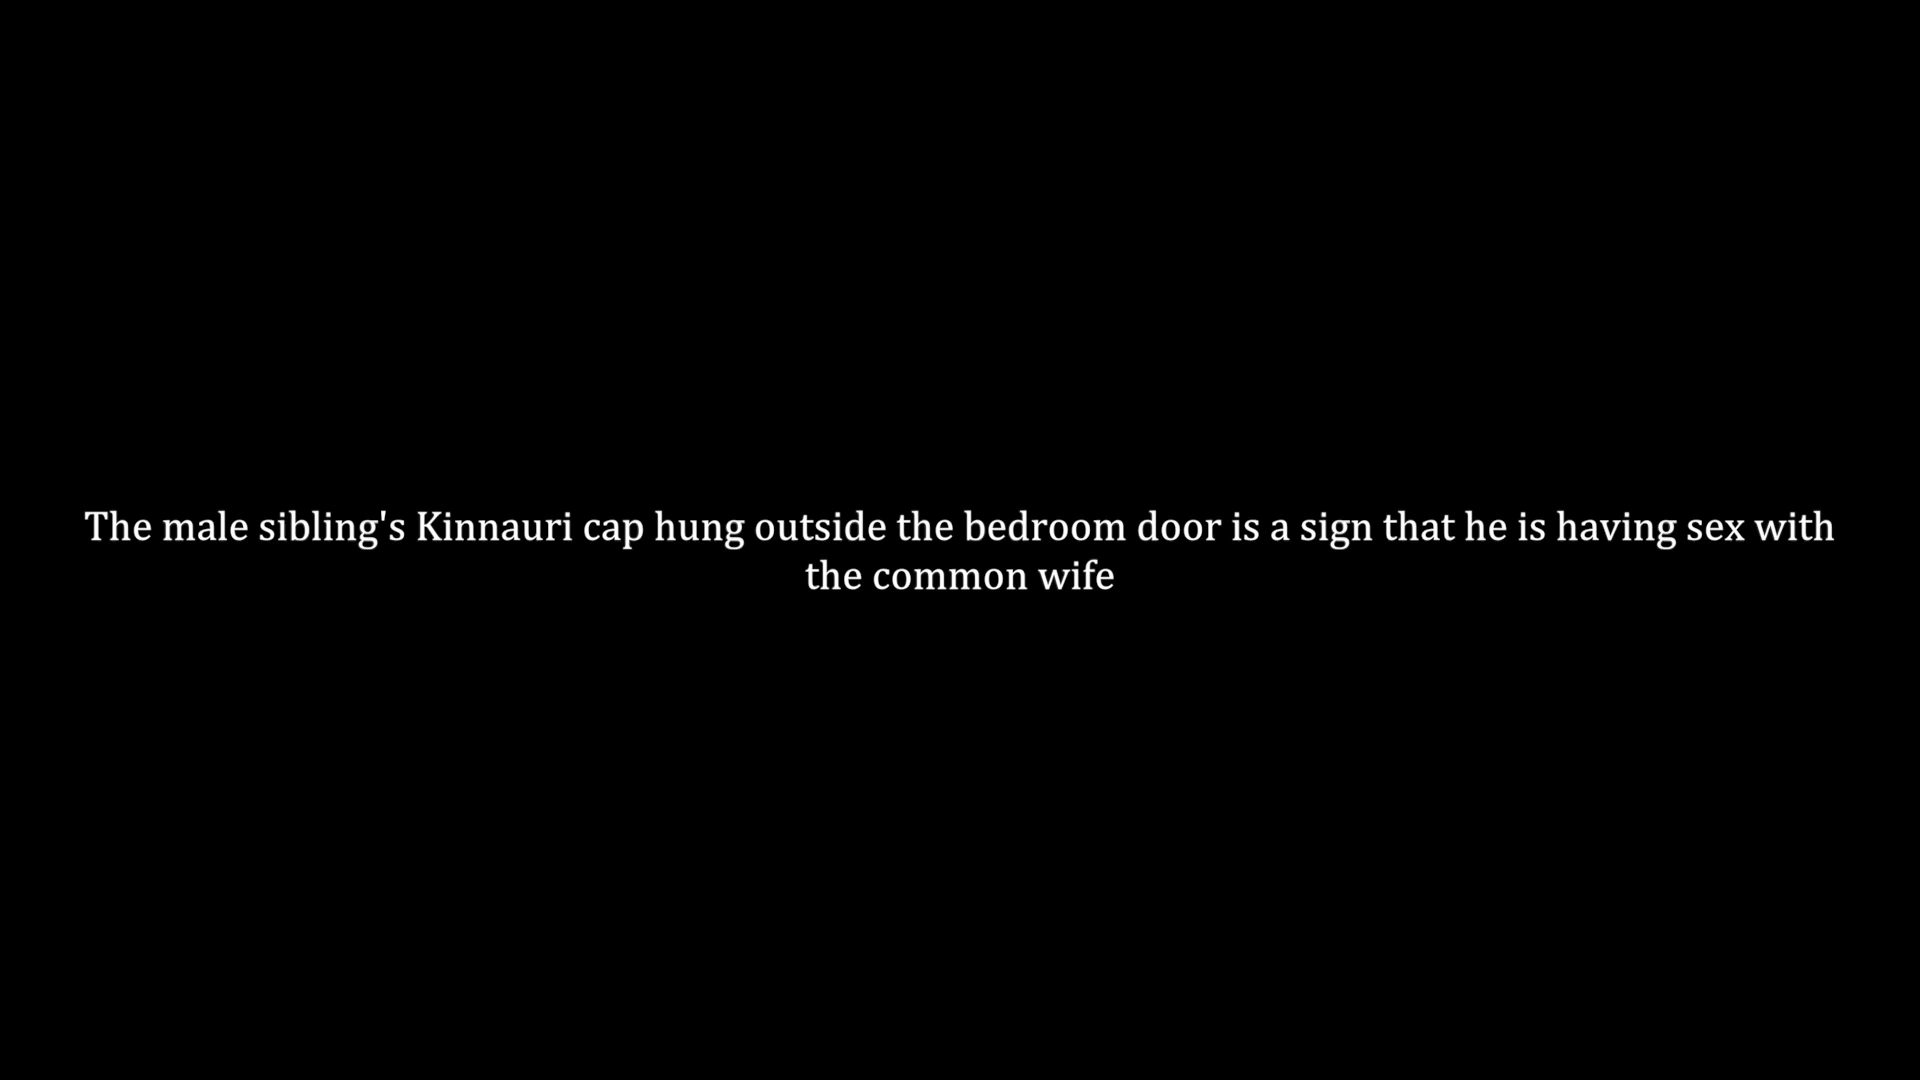 The male sibling's Kinnauri cap hung outside the bedroom door is a sign that he is having sex with
the common wife